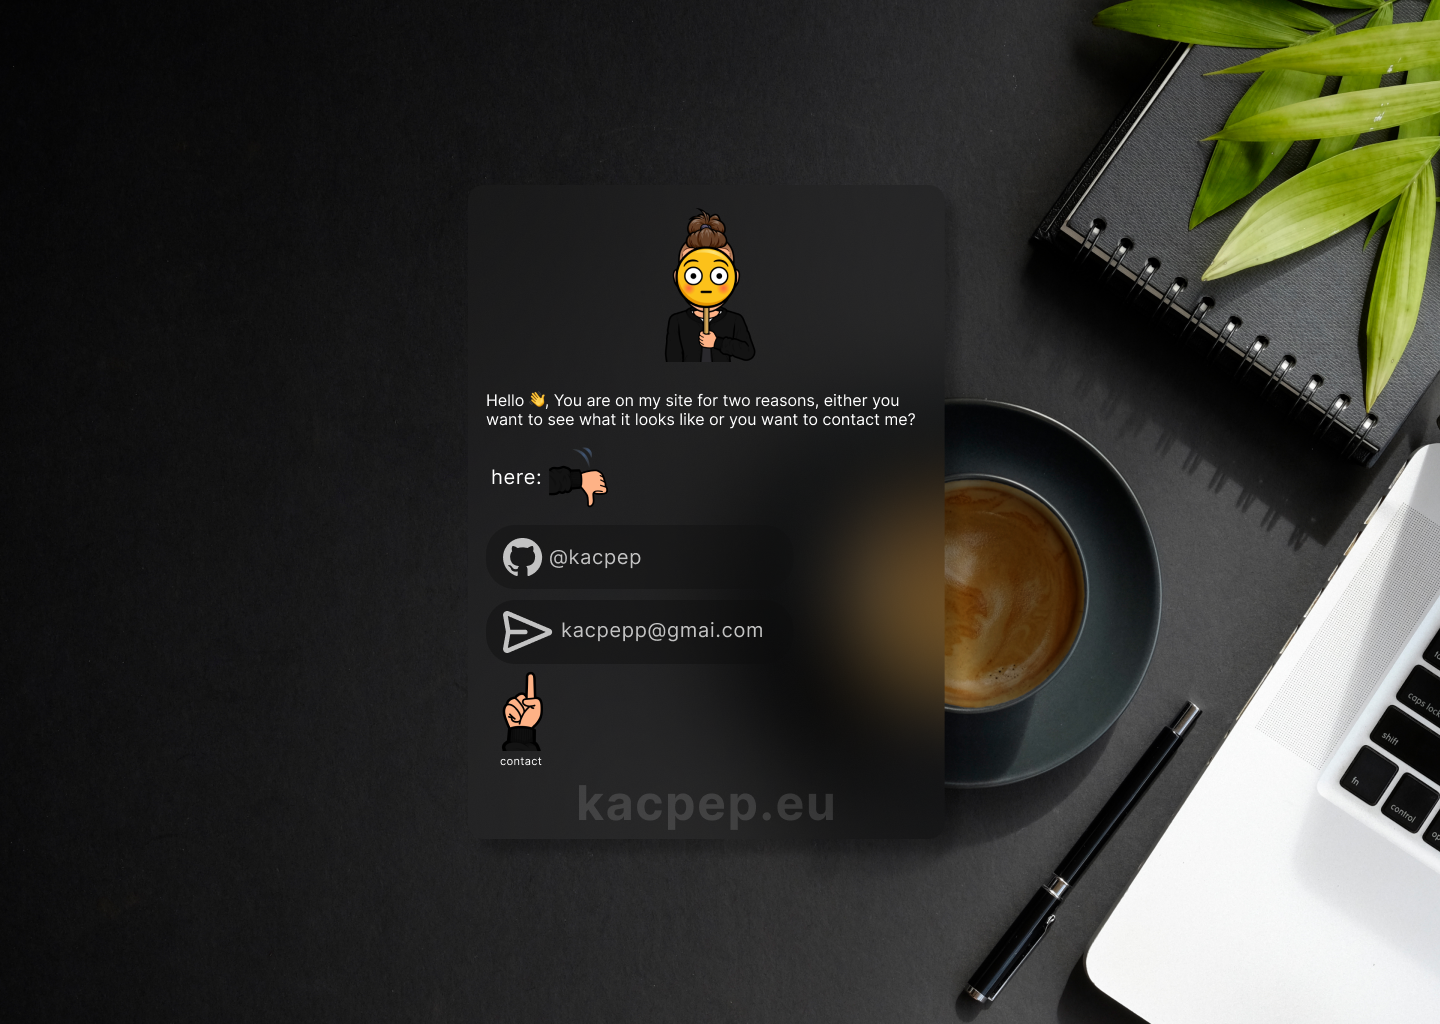 Hello 👋, You are on my site for two reasons, either you
want to see what it looks like or you want to contact me?
here:
@kacpep
kacpepp@gmai.com
contact
kacpep.eu
caps lock
shift
fn
control